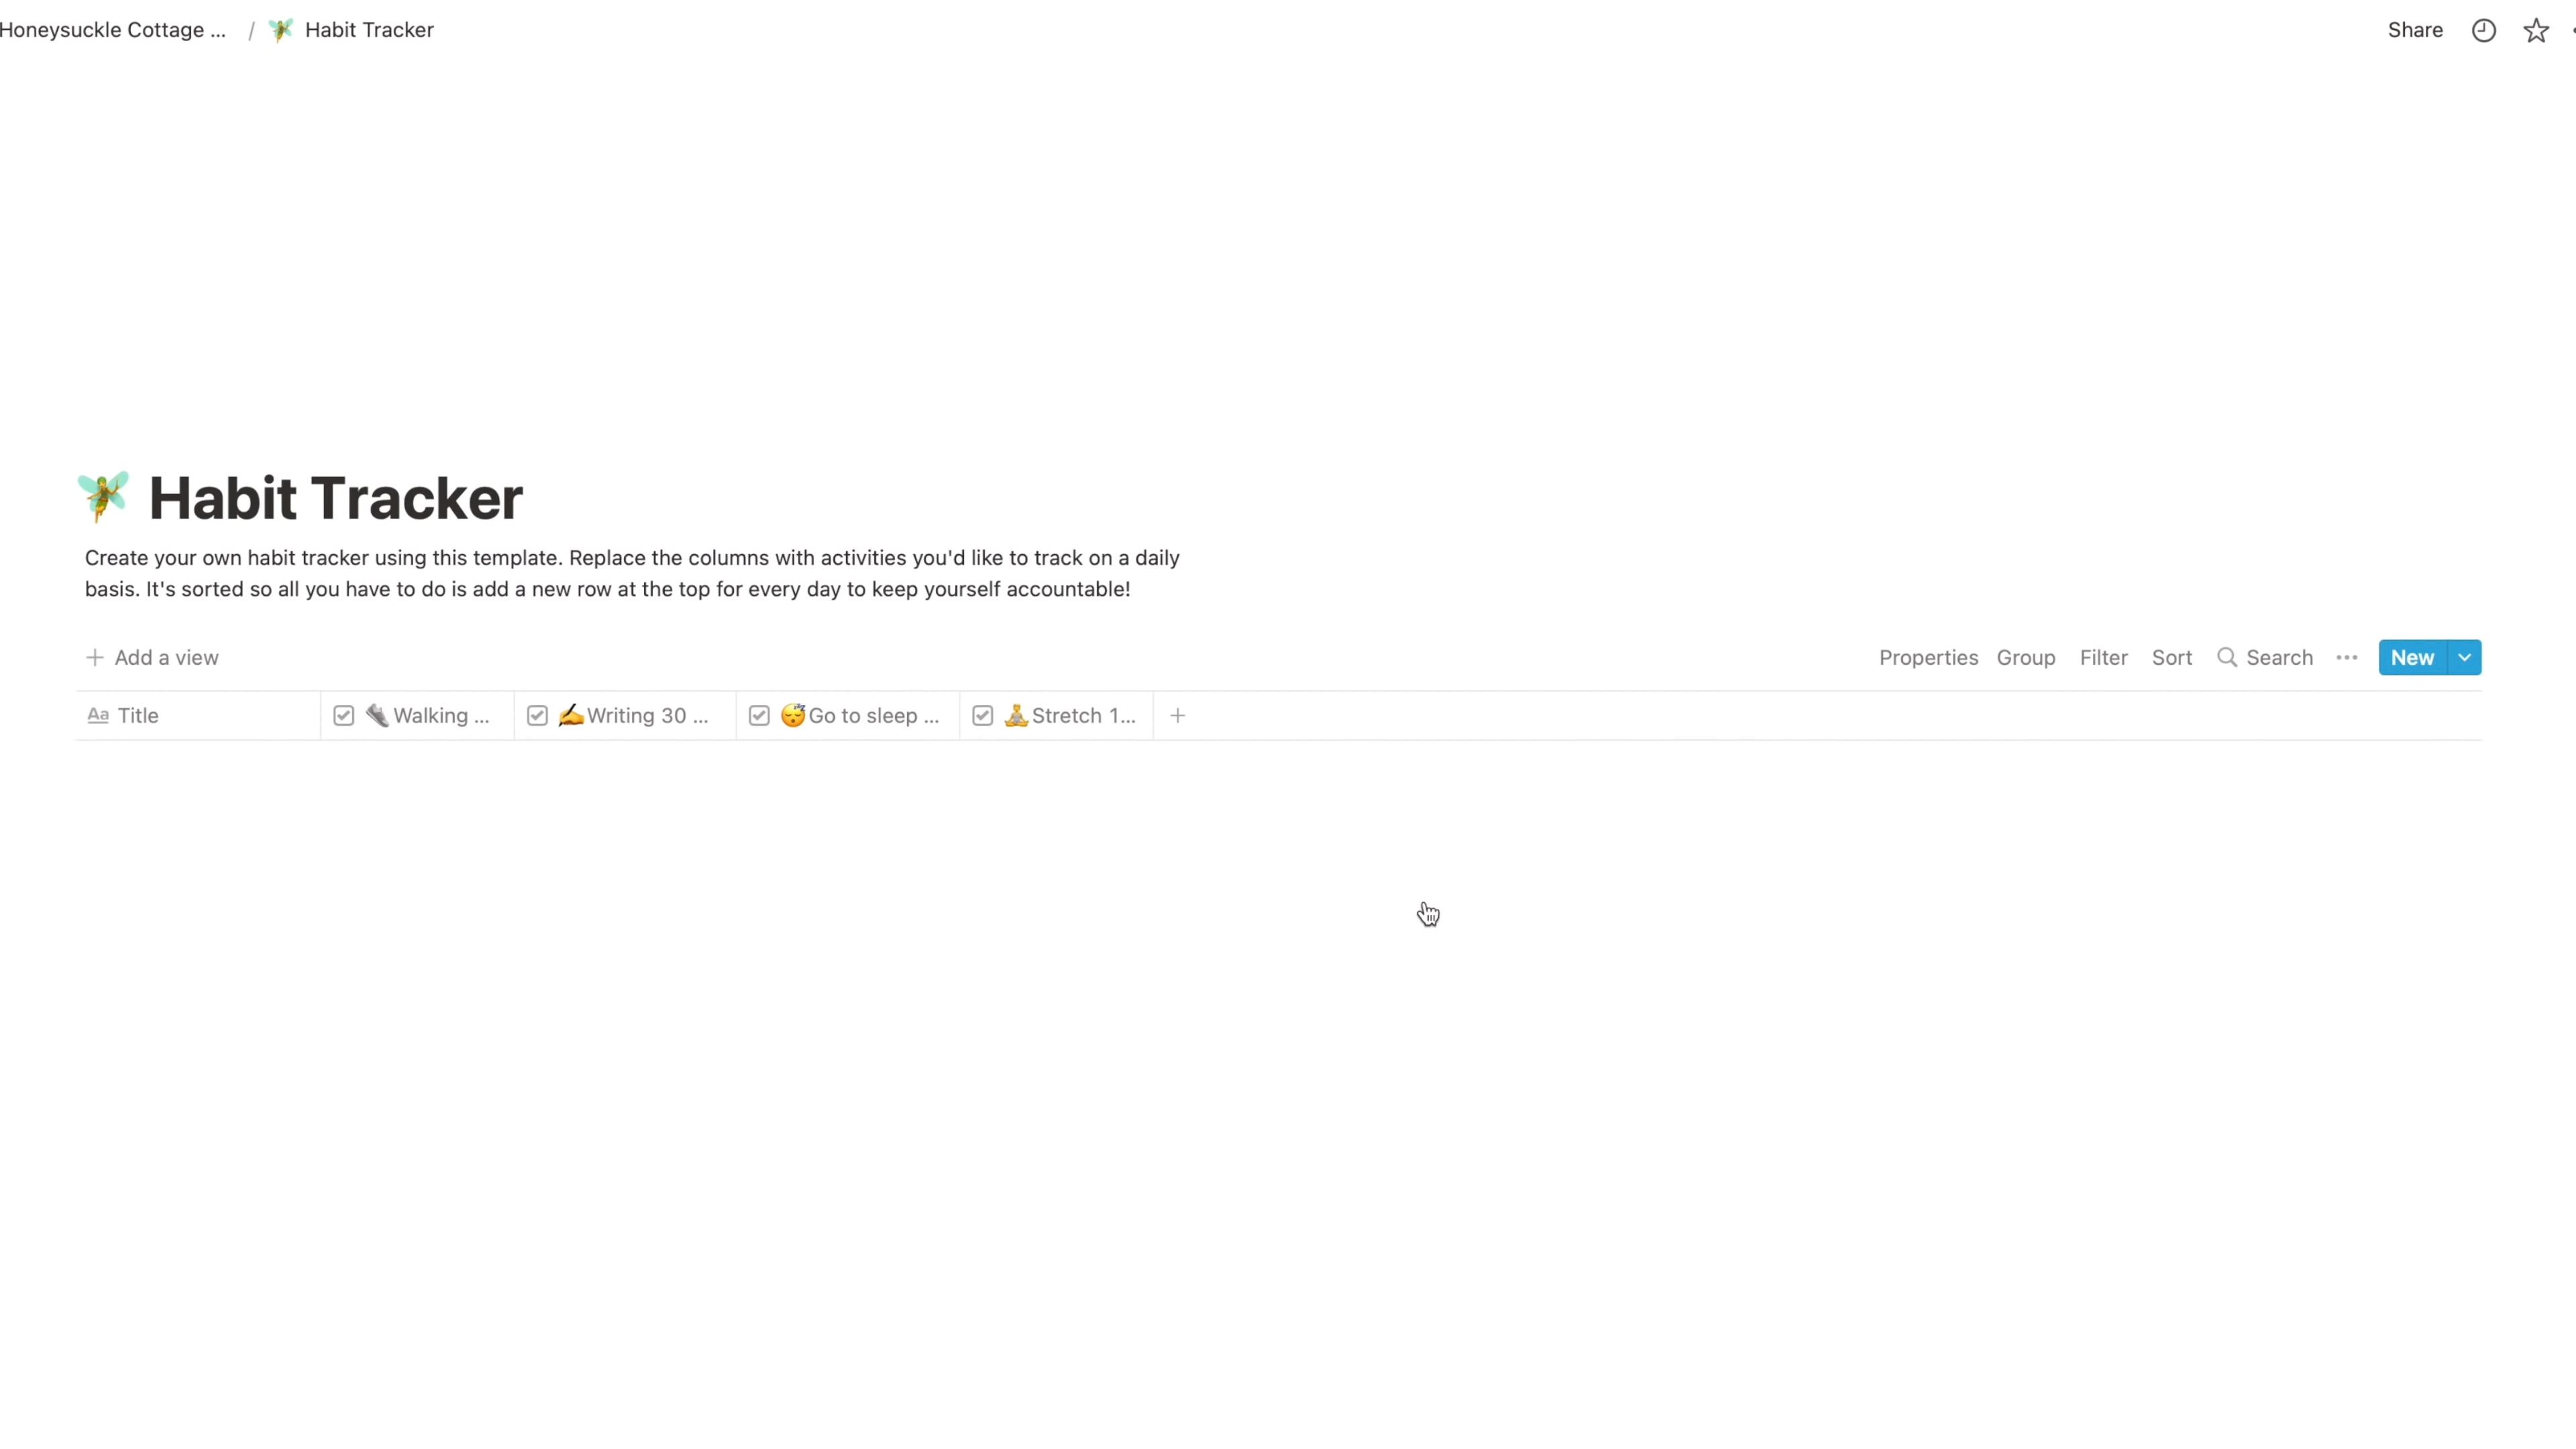 Honeysuckle Cottage ... / Habit Tracker
Share
Habit Tracker
Create your own habit tracker using this template. Replace the columns with activities you'd like to track on a daily
basis. It's sorted so all you have to do is add a new row at the top for every day to keep yourself accountable!
Add a view
Properties Group Filter Sort Search ··· New
Aa Title Walking ... Writing 30 ... Go to sleep ... Stretch 1...